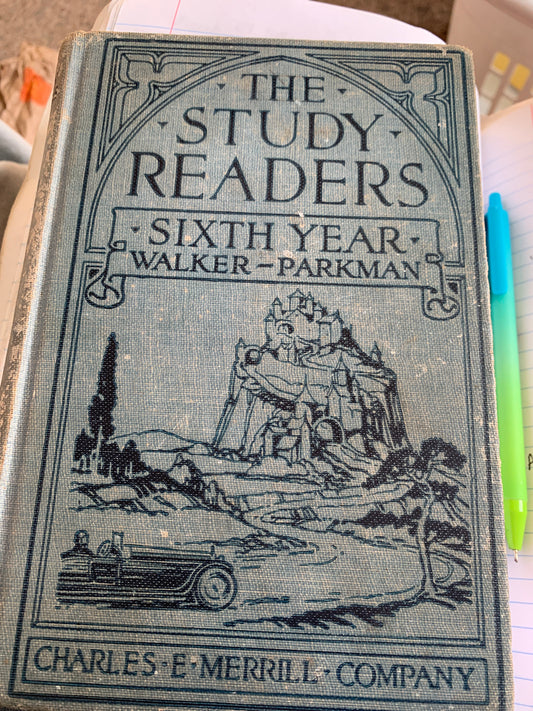 · THE ·
· STUDY ·
READERS
· SIXTH YEAR ·
WALKER – PARKMAN
CHARLES · E · MERRILL · COMPANY